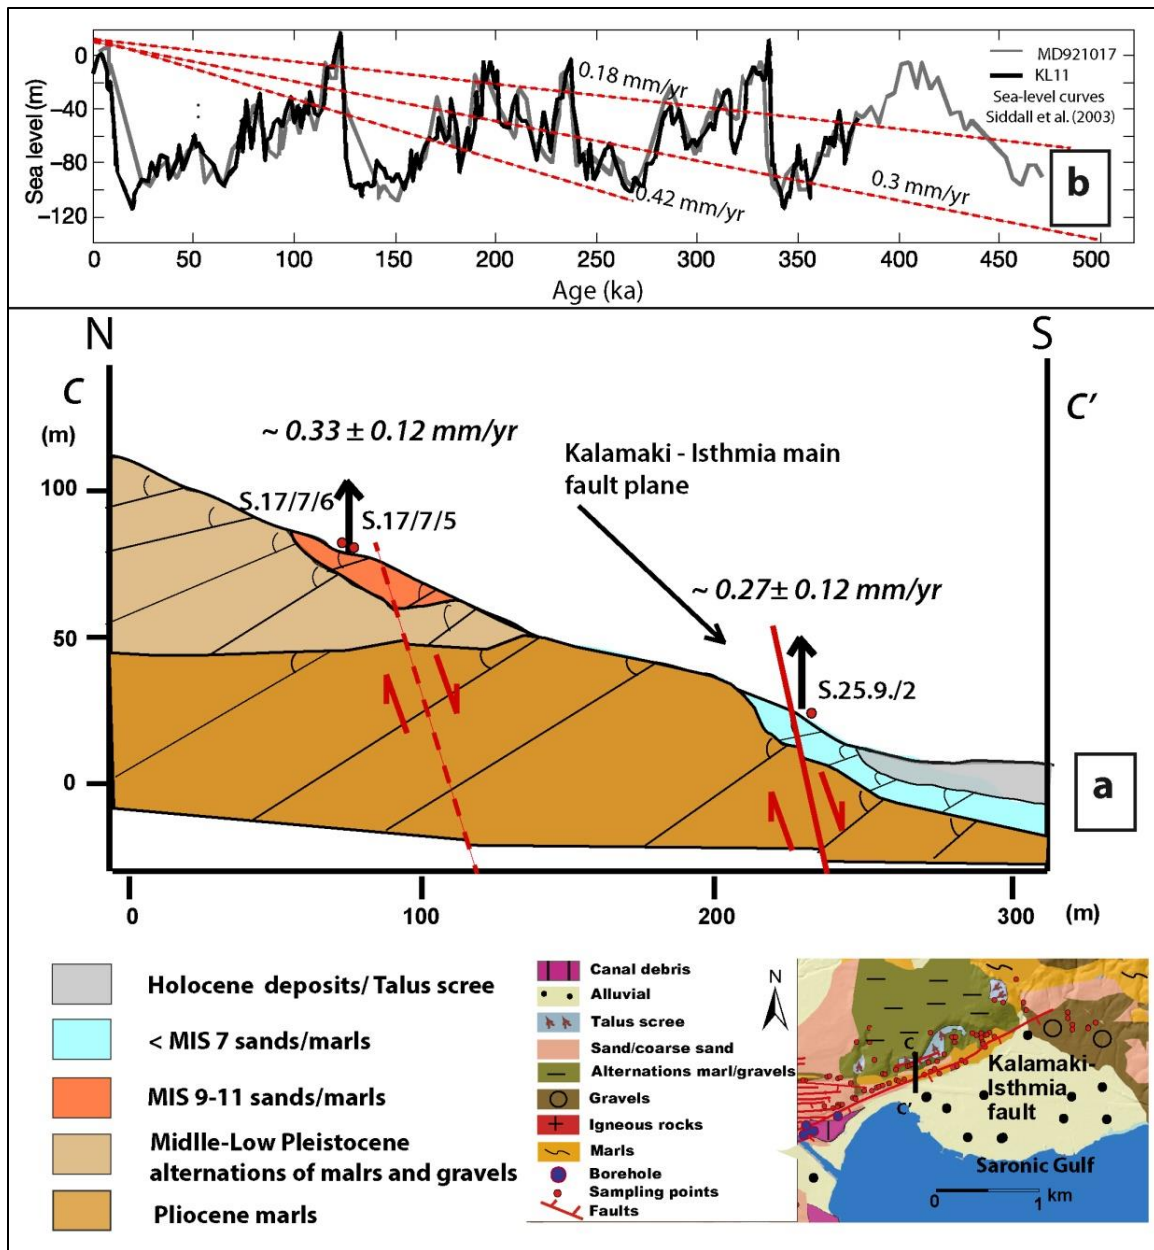 MD921017
KL11
Sea-level curves
Siddall et al. (2003)
0.18 mm/yr
0.3 mm/yr
0.42 mm/yr
Sea level (m)
0
−40
−80
−120
b
0 50 100 150 200 250 300 350 400 450 500
Age (ka)
N S
C C'
(m)
~ 0.33 ± 0.12 mm/yr
Kalamaki - Isthmia main
fault plane
100
S.17/7/6
S.17/7/5
~ 0.27± 0.12 mm/yr
50
S.25.9./2
0
a
0 100 200 300 (m)
Holocene deposits/ Talus scree
< MIS 7 sands/marls
MIS 9-11 sands/marls
Midlle-Low Pleistocene
alternations of malrs and gravels
Pliocene marls
Canal debris
Alluvial
Talus scree
Sand/coarse sand
Alternations marl/gravels
Gravels
Igneous rocks
Marls
Borehole
Sampling points
Faults
N
C
C'
Kalamaki-
Isthmia
fault
Saronic Gulf
0 1
km